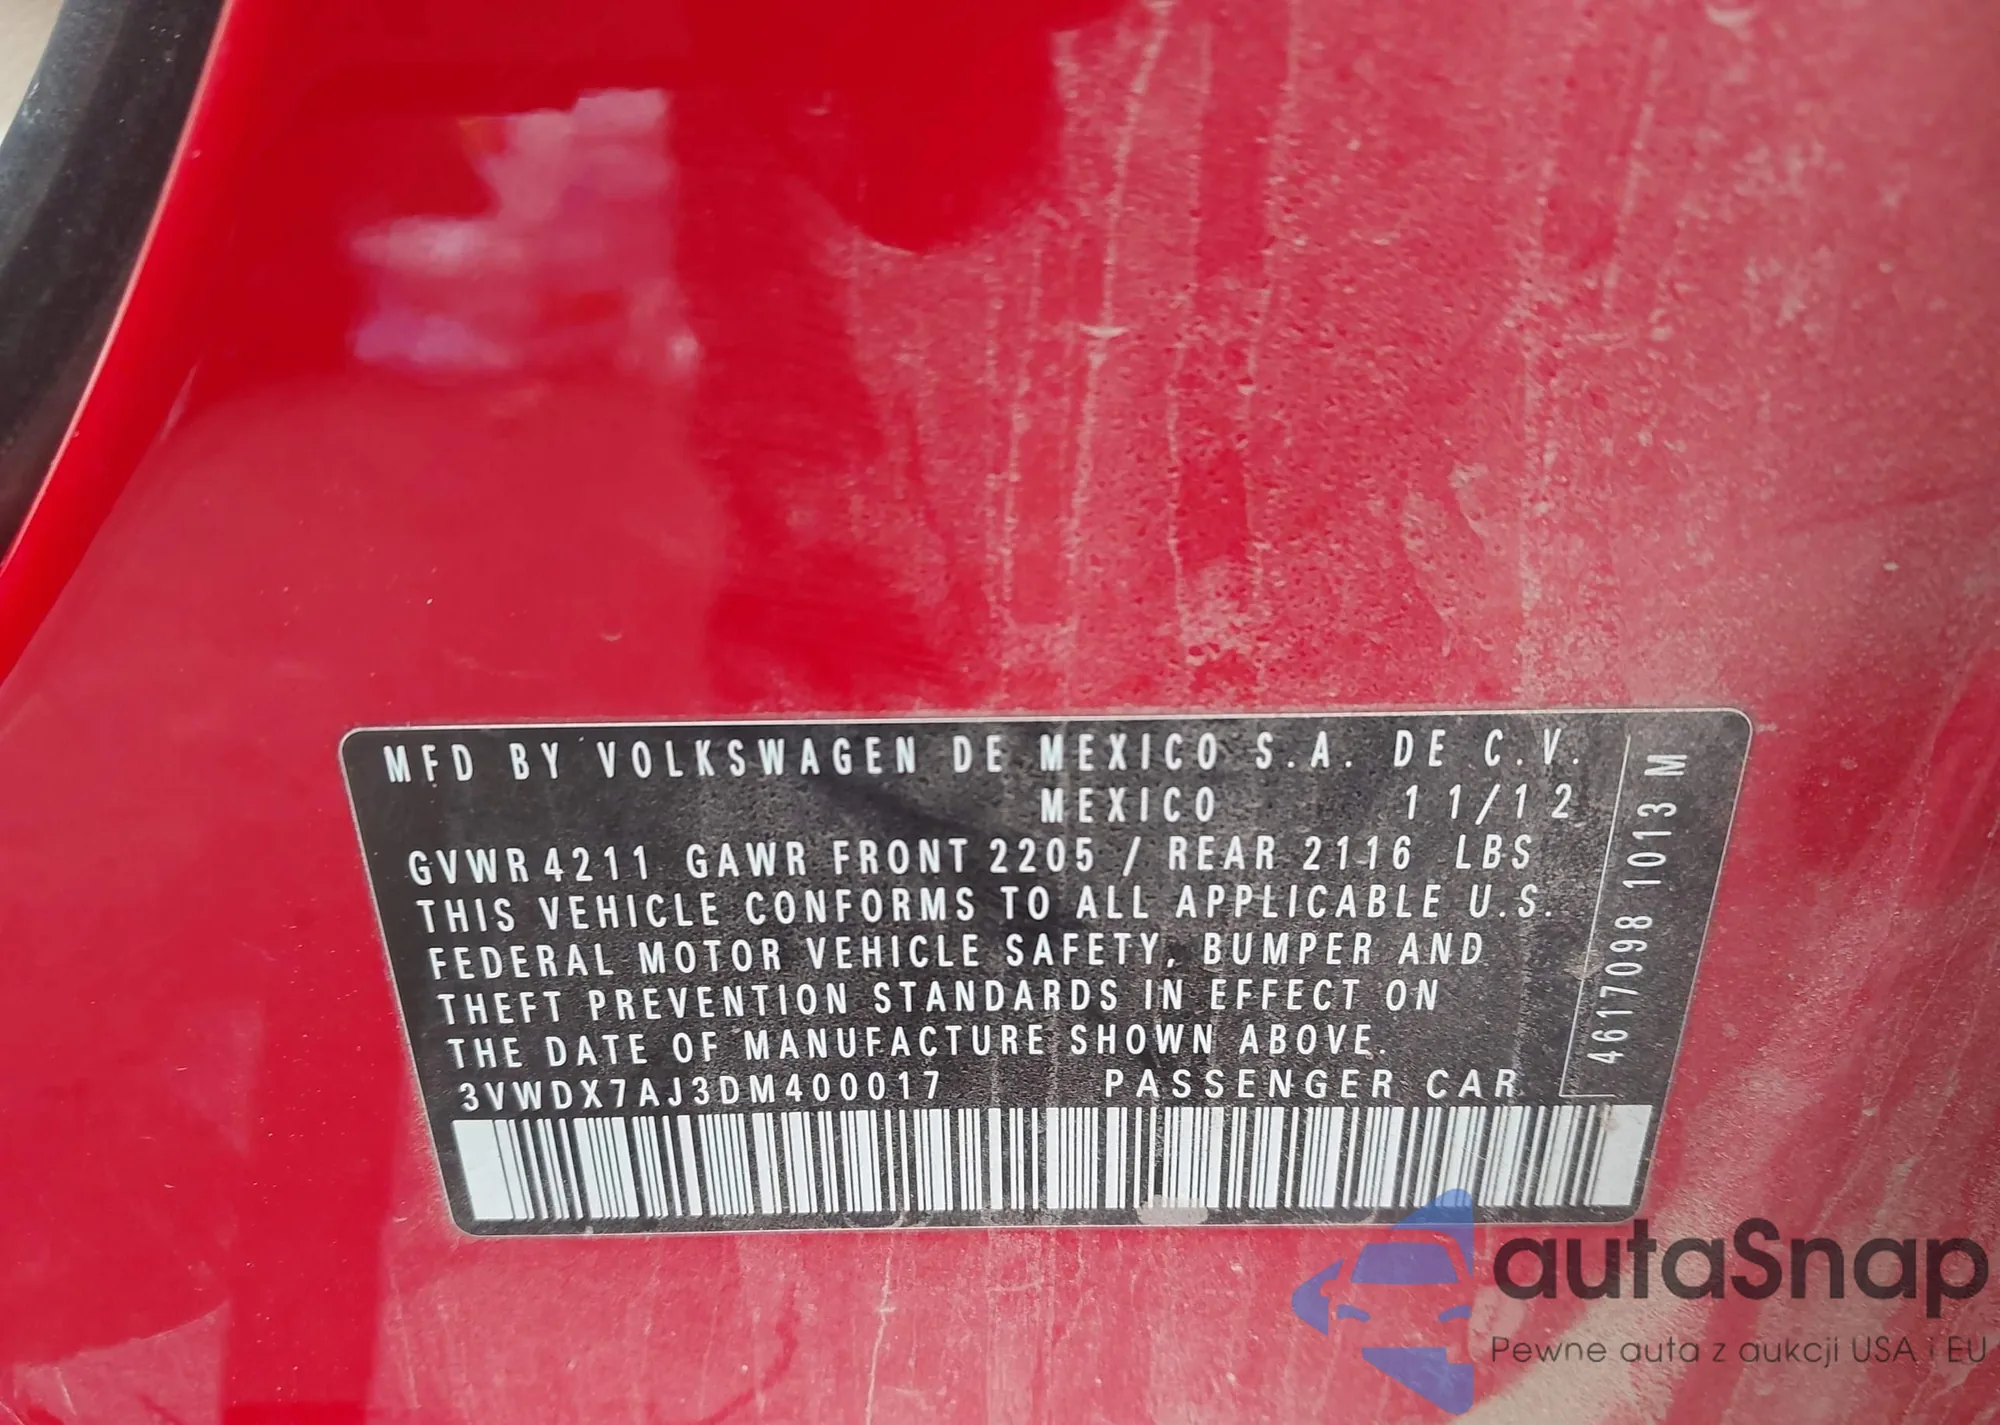 MFD BY VOLKSWAGEN DE MEXICO S.A. DE C.V.
MEXICO 11/12
GVWR 4211 GAWR FRONT 2205 / REAR 2116 LBS
THIS VEHICLE CONFORMS TO ALL APPLICABLE U.S.
FEDERAL MOTOR VEHICLE SAFETY, BUMPER AND
THEFT PREVENTION STANDARDS IN EFFECT ON
THE DATE OF MANUFACTURE SHOWN ABOVE.
3VWDX7AJ3DM400017 PASSENGER CAR
46170981013 M
autaSnap
Pewne auta z aukcji USA i EU